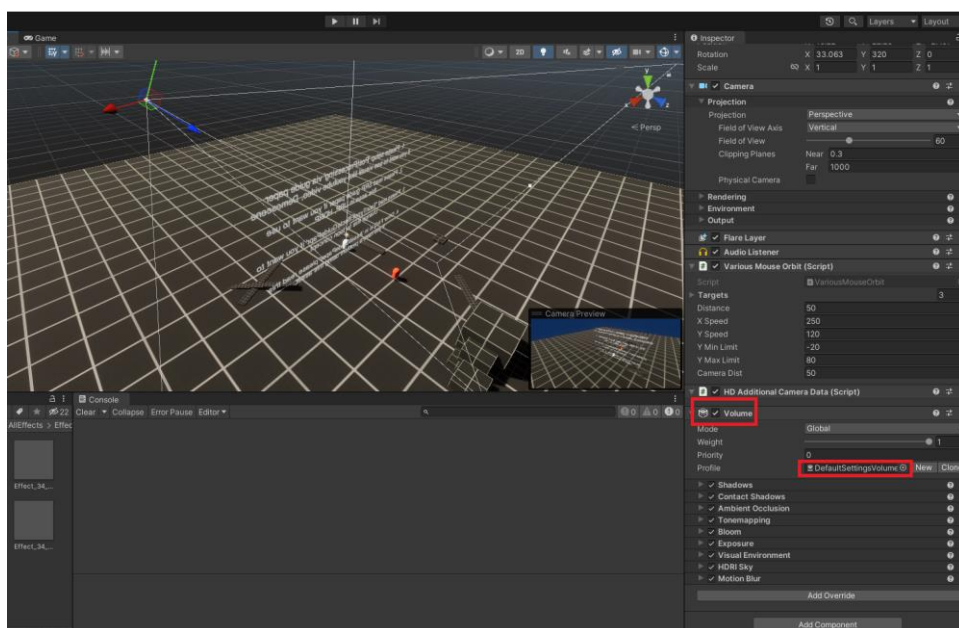 Layers
Layout
Game
2D
Persp
y
x
z
Camera Preview
Inspector
Rotation X 33.063 Y 320 Z 0
Scale X 1 Y 1 Z 1
Camera
Projection
Projection Perspective
Field of View Axis Vertical
Field of View 60
Clipping Planes Near 0.3
Far 1000
Physical Camera
Rendering
Environment
Output
Flare Layer
Audio Listener
Various Mouse Orbit (Script)
Script VariousMouseOrbit
Targets 3
Distance 50
X Speed 250
Y Speed 120
Y Min Limit -20
Y Max Limit 80
Camera Dist 50
HD Additional Camera Data (Script)
Volume
Mode Global
Weight 1
Priority 0
Profile DefaultSettingsVolume New Clon
Shadows
Contact Shadows
Ambient Occlusion
Tonemapping
Bloom
Exposure
Visual Environment
HDRI Sky
Motion Blur
Add Override
Add Component
22
AllEffects > Effec
Effect_34_...
Effect_34_...
Console
Clear Collapse Error Pause Editor
0 0 0